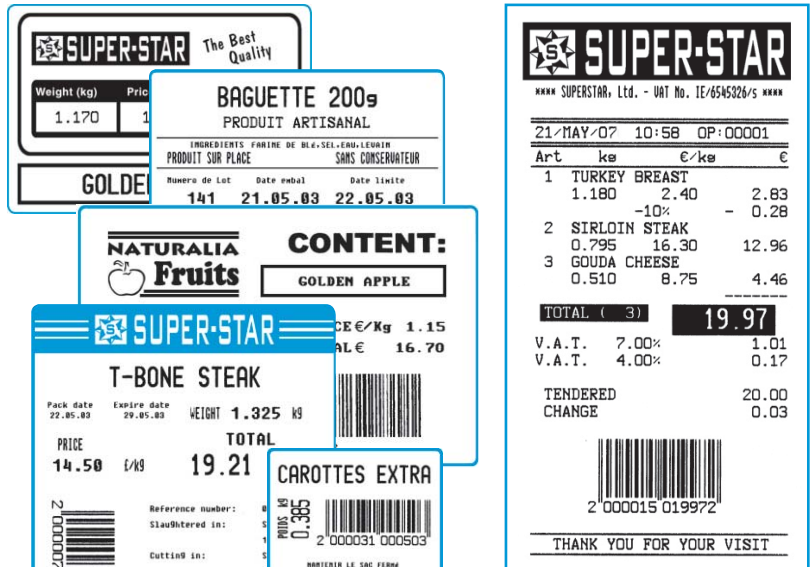 SUPER·STAR
The Best
Quality
Weight (kg)
1.170
BAGUETTE 200g
PRODUIT ARTISANAL
INGREDIENTS FARINE DE BLé.SEL.EAU.LEVAIN
PRODUIT SUR PLACE SANS CONSERVATEUR
Numero de Lot Date embal Date limite
141 21.05.03 22.05.03
NATURALIA
Fruits
CONTENT:
GOLDEN APPLE
€/Kg 1.15
€ 16.70
SUPER·STAR
T-BONE STEAK
Pack date Expire date
22.05.03 29.05.03 WEIGHT 1.325 kg
PRICE TOTAL
14.50 £/kg 19.21
Reference number:
Slaughtered in:
Cutting in:
CAROTTES EXTRA
POIDS kg
0.385
2 000031 000503
MANTENIR LE SAC FERMé
SUPER·STAR
**** SUPERSTAR, Ltd. - VAT No. IE/6545326/S ****
21/MAY/07 10:58 OP:00001
Art kg €/kg €
1 TURKEY BREAST
1.180 2.40 2.83
-10% - 0.28
2 SIRLOIN STEAK
0.795 16.30 12.96
3 GOUDA CHEESE
0.510 8.75 4.46
TOTAL ( 3) 19.97
V.A.T. 7.00% 1.01
V.A.T. 4.00% 0.17
TENDERED 20.00
CHANGE 0.03
2 000015 019972
THANK YOU FOR YOUR VISIT